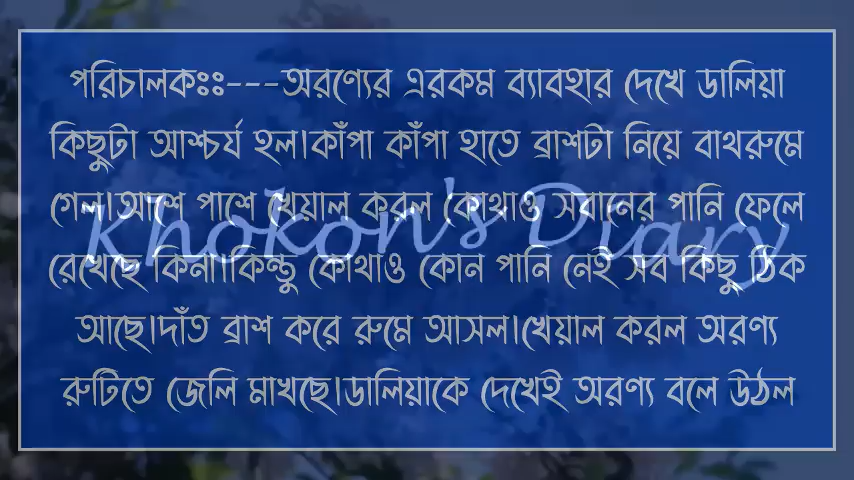 পরিচালকঃঃ---অরণ্যের এরকম ব্যাবহার দেখে ডালিয়া
কিছুটা আশ্চর্য হল।কাঁপা কাঁপা হাতে ব্রাশটা নিয়ে বাথরুমে
গেল।আশে পাশে খেয়াল করল কোথাও সবানের পানি ফেলে
Khokon's Diary
রেখেছে কিনা।কিন্তু কোথাও কোন পানি নেই সব কিছু ঠিক
আছে।দাঁত ব্রাশ করে রুমে আসল।খেয়াল করল অরণ্য
রুটিতে জেলি মাখছে।ডালিয়াকে দেখেই অরণ্য বলে উঠল